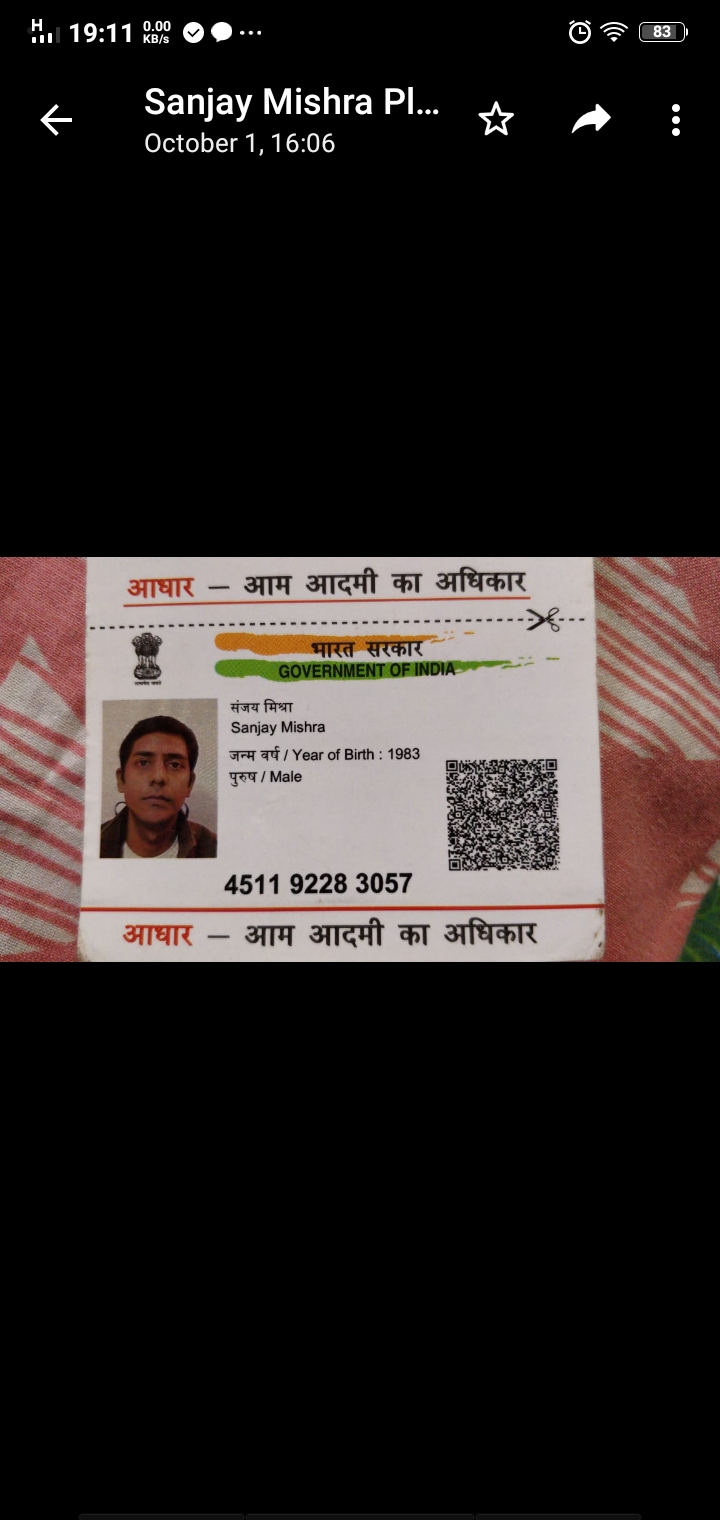 H 19:11 0.00 KB/s ... 83
Sanjay Mishra Pl...
October 1, 16:06
आधार – आम आदमी का अधिकार
भारत सरकार
GOVERNMENT OF INDIA
संजय मिश्रा
Sanjay Mishra
जन्म वर्ष / Year of Birth : 1983
पुरुष / Male
4511 9228 3057
आधार – आम आदमी का अधिकार